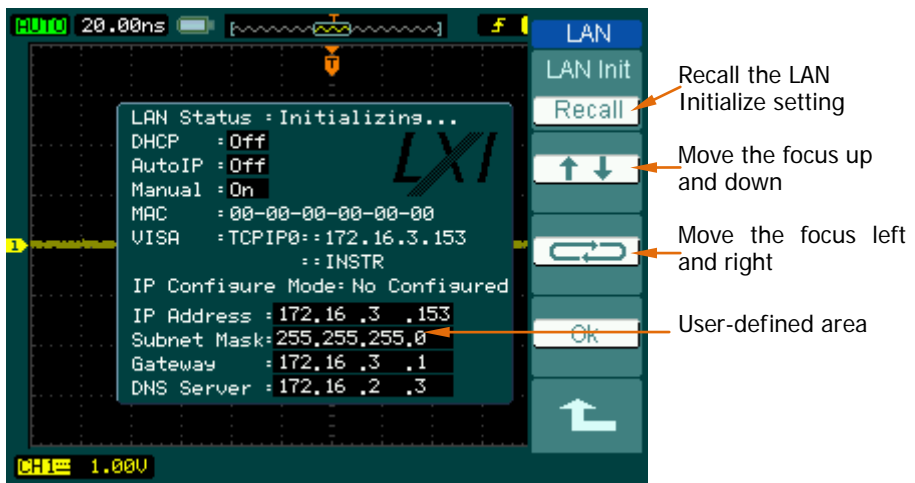 AUTO 20.00ns
T
T
LAN
LAN Init
Recall
Recall the LAN
Initialize setting
Move the focus up
and down
Move the focus left
and right
User-defined area
Ok
LXI
LAN Status :Initializing...
DHCP :Off
AutoIP :Off
Manual :On
MAC :00-00-00-00-00-00
VISA :TCPIP0::172.16.3.153
::INSTR
IP Configure Mode:No Configured
IP Address :172.16 .3 .153
Subnet Mask:255.255.255.0
Gateway :172.16 .3 .1
DNS Server :172.16 .2 .3
1
CH1 1.00V